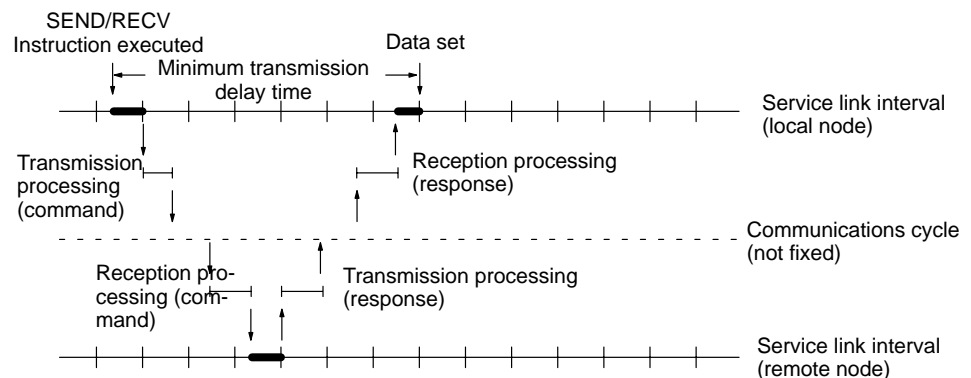 SEND/RECV
Instruction executed
Data set
Minimum transmission
delay time
Service link interval
(local node)
Transmission
processing
(command)
Reception processing
(response)
Communications cycle
(not fixed)
Reception pro-
cessing (com-
mand)
Transmission processing
(response)
Service link interval
(remote node)